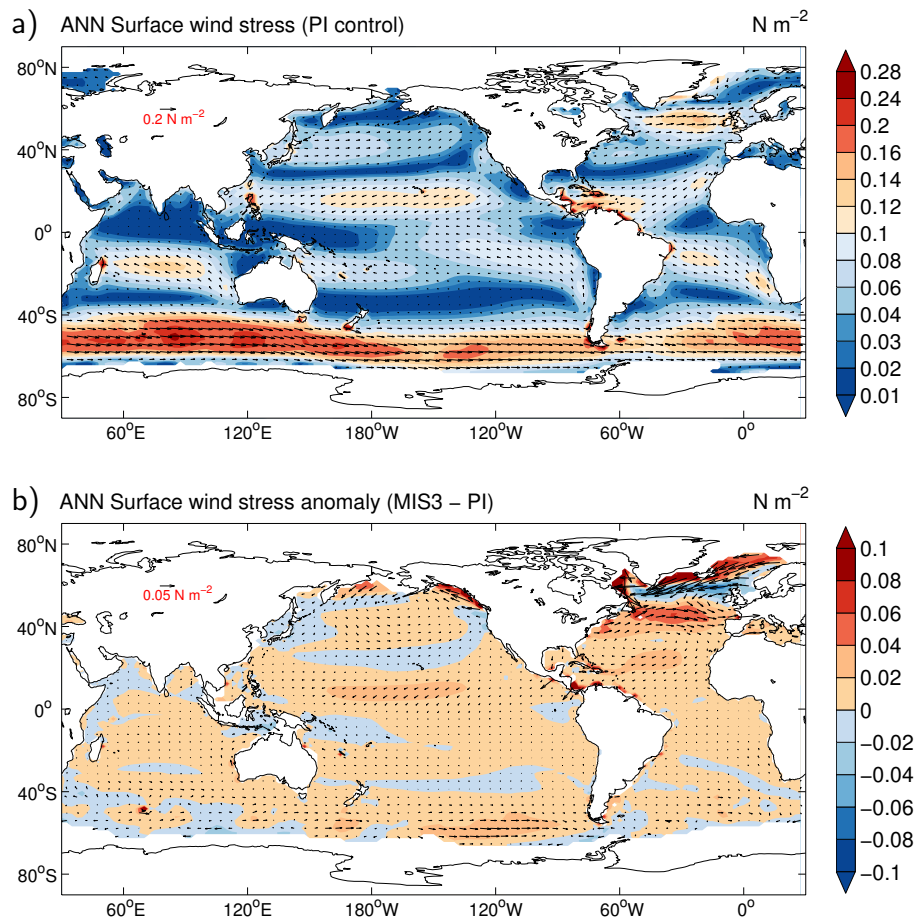 a) ANN Surface wind stress (PI control) N m⁻²
80°N
40°N
0°
40°S
80°S
0.2 N m⁻²
60°E 120°E 180°W 120°W 60°W 0°
0.28
0.24
0.2
0.16
0.12
0.1
0.08
0.06
0.04
0.03
0.02
0.01
b) ANN Surface wind stress anomaly (MIS3 − PI) N m⁻²
80°N
40°N
0°
40°S
80°S
0.05 N m⁻²
60°E 120°E 180°W 120°W 60°W 0°
0.1
0.08
0.06
0.04
0.02
0
−0.02
−0.04
−0.06
−0.08
−0.1